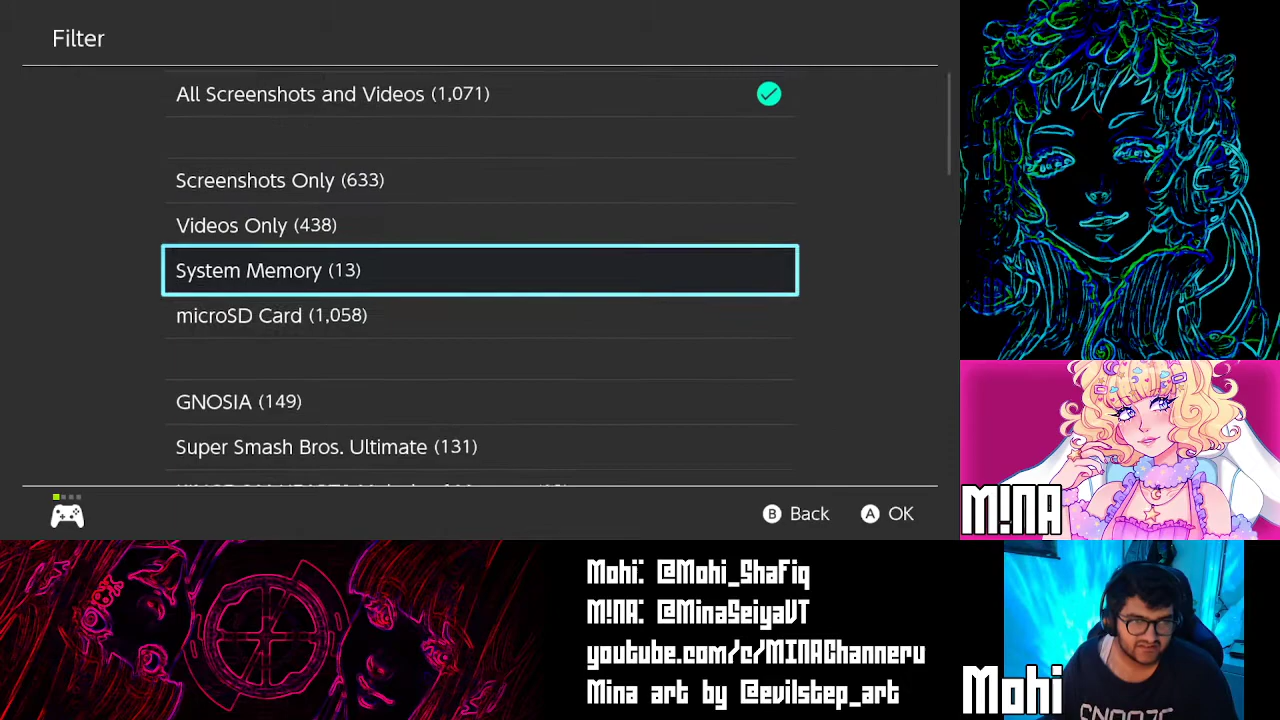 Filter
All Screenshots and Videos (1,071)
Screenshots Only (633)
Videos Only (438)
System Memory (13)
microSD Card (1,058)
GNOSIA (149)
Super Smash Bros. Ultimate (131)
B Back A OK
M!NA
Mohi: @Mohi_Shafiq
M!NA: @MinaSeiyaVT
youtube.com/c/MINAChanneru
Mina art by @evilstep_art
Mohi